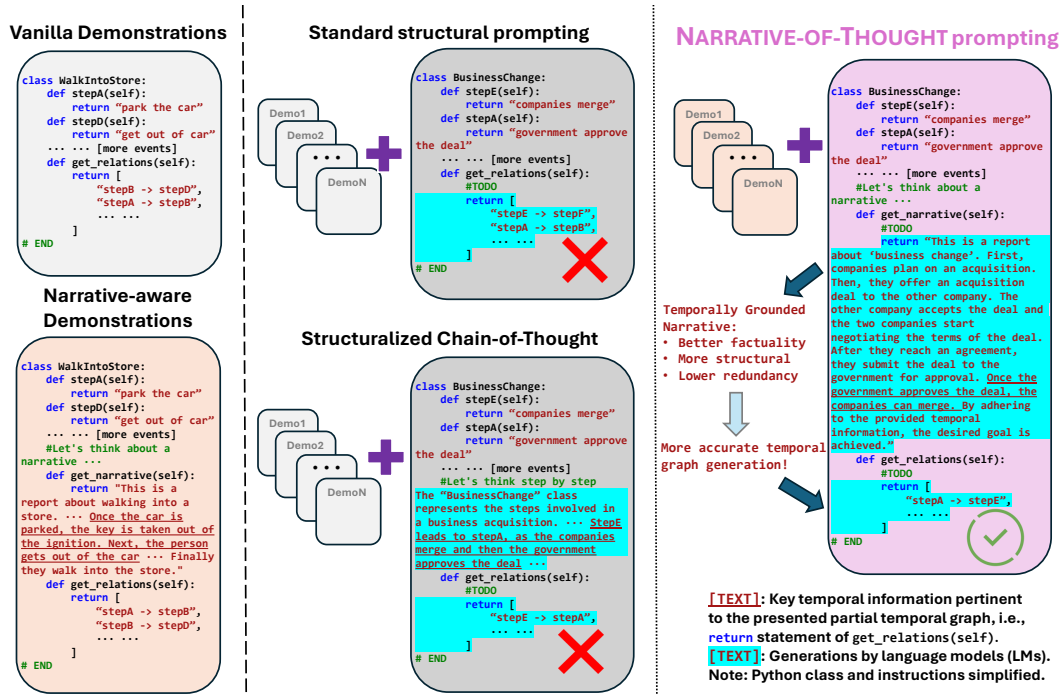 Vanilla Demonstrations
class WalkIntoStore:
def stepA(self):
return “park the car”
def stepD(self):
return “get out of car”
··· ··· [more events]
def get_relations(self):
return [
“stepB -> stepD”,
“stepA -> stepB”,
··· ···
]
# END
Narrative-aware
Demonstrations
class WalkIntoStore:
def stepA(self):
return “park the car”
def stepD(self):
return “get out of car”
··· ··· [more events]
#Let's think about a
narrative ···
def get_narrative(self):
return "This is a
report about walking into a
store. ··· Once the car is
parked, the key is taken out of
the ignition. Next, the person
gets out of the car ··· Finally
they walk into the store."
def get_relations(self):
return [
“stepA -> stepB”,
“stepB -> stepD”,
··· ···
]
# END
Standard structural prompting
Demo1
Demo2
•••
DemoN
class BusinessChange:
def stepE(self):
return “companies merge”
def stepA(self):
return “government approve
the deal”
··· ··· [more events]
def get_relations(self):
#TODO
return [
“stepE -> stepF”,
“stepA -> stepB”,
··· ···
]
# END
Structuralized Chain-of-Thought
Demo1
Demo2
•••
DemoN
class BusinessChange:
def stepE(self):
return “companies merge”
def stepA(self):
return “government approve
the deal”
··· ··· [more events]
#Let's think step by step
The “BusinessChange” class
represents the steps involved in
a business acquisition. ··· StepE
leads to stepA, as the companies
merge and then the government
approves the deal ···
def get_relations(self):
#TODO
return [
“stepE -> stepA”,
··· ···
]
# END
NARRATIVE-OF-THOUGHT prompting
Demo1
Demo2
•••
DemoN
class BusinessChange:
def stepE(self):
return “companies merge”
def stepA(self):
return “government approve
the deal”
··· ··· [more events]
#Let's think about a
narrative ···
def get_narrative(self):
#TODO
return “This is a report
about ‘business change’. First,
companies plan on an acquisition.
Then, they offer an acquisition
deal to the other company. The
other company accepts the deal and
the two companies start
negotiating the terms of the deal.
After they reach an agreement,
they submit the deal to the
government for approval. Once the
government approves the deal, the
companies can merge. By adhering
to the provided temporal
information, the desired goal is
achieved.”
def get_relations(self):
#TODO
return [
“stepA -> stepE”,
··· ···
]
# END
Temporally Grounded
Narrative:
• Better factuality
• More structural
• Lower redundancy
More accurate temporal
graph generation!
[TEXT]: Key temporal information pertinent
to the presented partial temporal graph, i.e.,
return statement of get_relations(self).
[TEXT]: Generations by language models (LMs).
Note: Python class and instructions simplified.